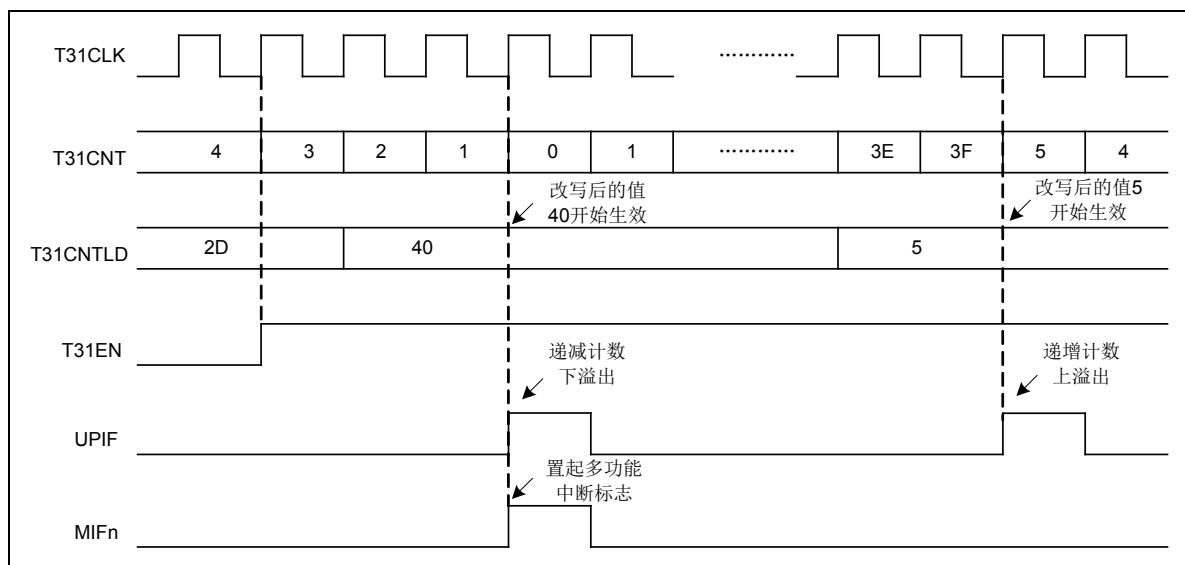 T31CLK
············
T31CNT
4 3 2 1 0 1 ············ 3E 3F 5 4
改写后的值
40开始生效
改写后的值5
开始生效
T31CNTLD
2D 40 5
T31EN
递减计数
下溢出
递增计数
上溢出
UPIF
置起多功能
中断标志
MIFn